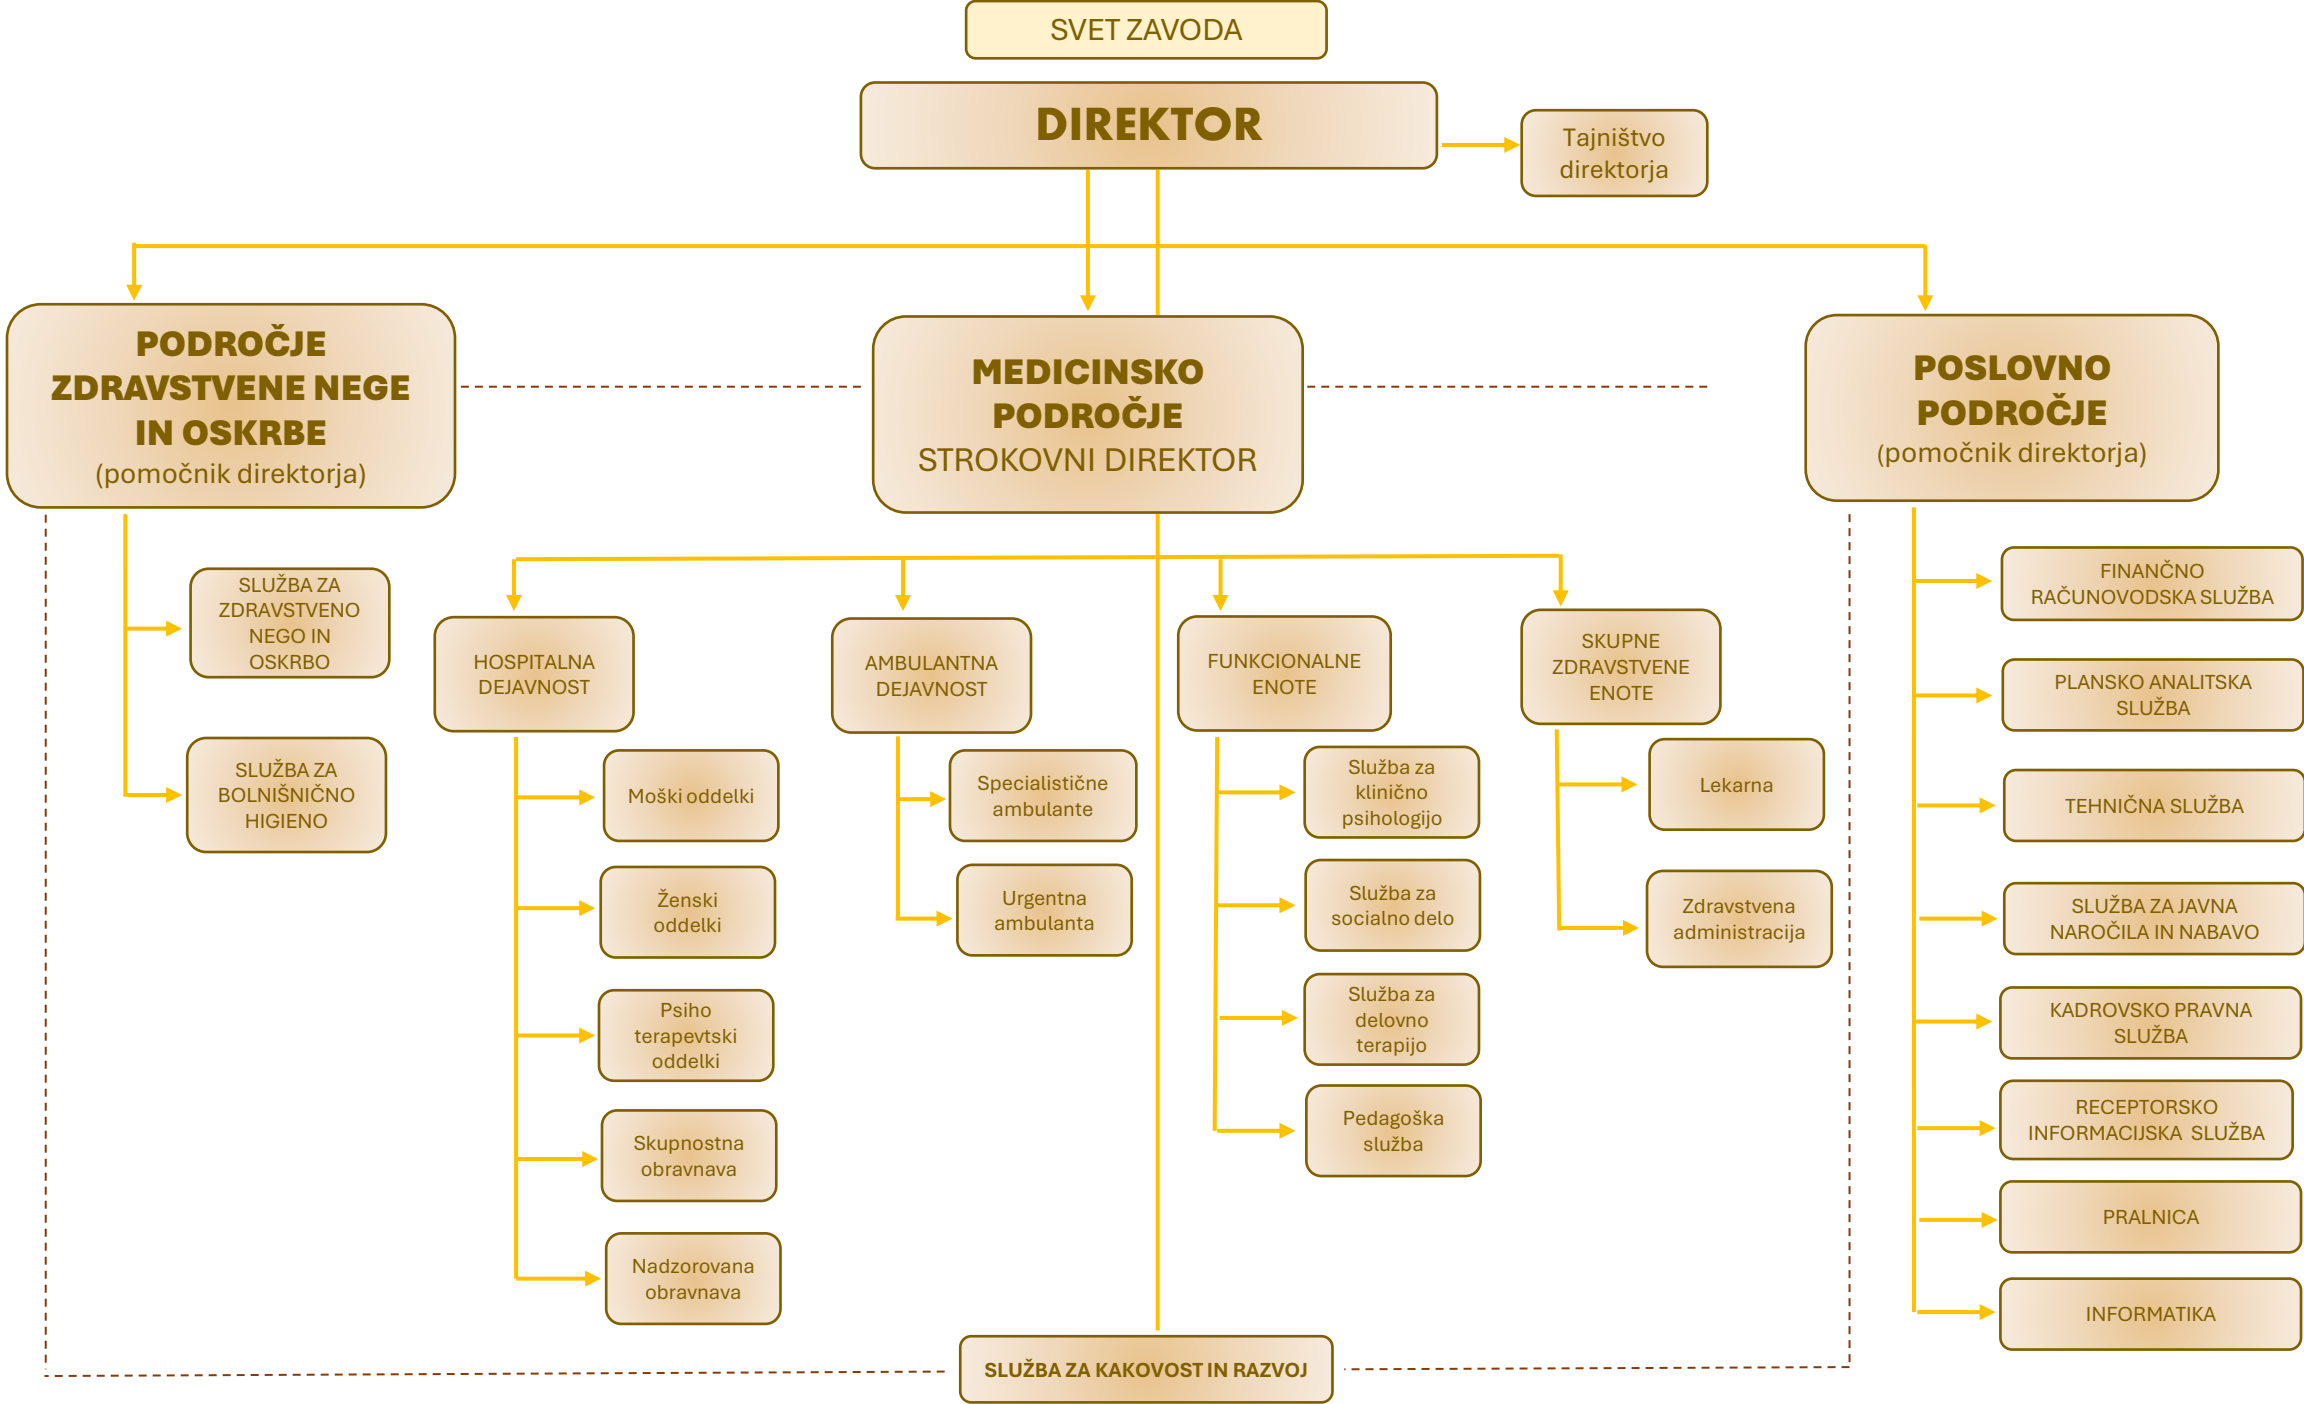 SVET ZAVODA
DIREKTOR
Tajništvo
direktorja
PODROČJE
ZDRAVSTVENE NEGE
IN OSKRBE
(pomočnik direktorja)
MEDICINSKO
PODROČJE
STROKOVNI DIREKTOR
POSLOVNO
PODROČJE
(pomočnik direktorja)
SLUŽBA ZA
ZDRAVSTVENO
NEGO IN
OSKRBO
SLUŽBA ZA
BOLNIŠNIČNO
HIGIENO
HOSPITALNA
DEJAVNOST
Moški oddelki
Ženski
oddelki
Psiho
terapevtski
oddelki
Skupnostna
obravnava
Nadzorovana
obravnava
AMBULANTNA
DEJAVNOST
Specialistične
ambulante
Urgentna
ambulanta
FUNKCIONALNE
ENOTE
Služba za
klinično
psihologijo
Služba za
socialno delo
Služba za
delovno
terapijo
Pedagoška
služba
SKUPNE
ZDRAVSTVENE
ENOTE
Lekarna
Zdravstvena
administracija
FINANČNO
RAČUNOVODSKA SLUŽBA
PLANSKO ANALITSKA
SLUŽBA
TEHNIČNA SLUŽBA
SLUŽBA ZA JAVNA
NAROČILA IN NABAVO
KADROVSKO PRAVNA
SLUŽBA
RECEPTORSKO
INFORMACIJSKA SLUŽBA
PRALNICA
INFORMATIKA
SLUŽBA ZA KAKOVOST IN RAZVOJ